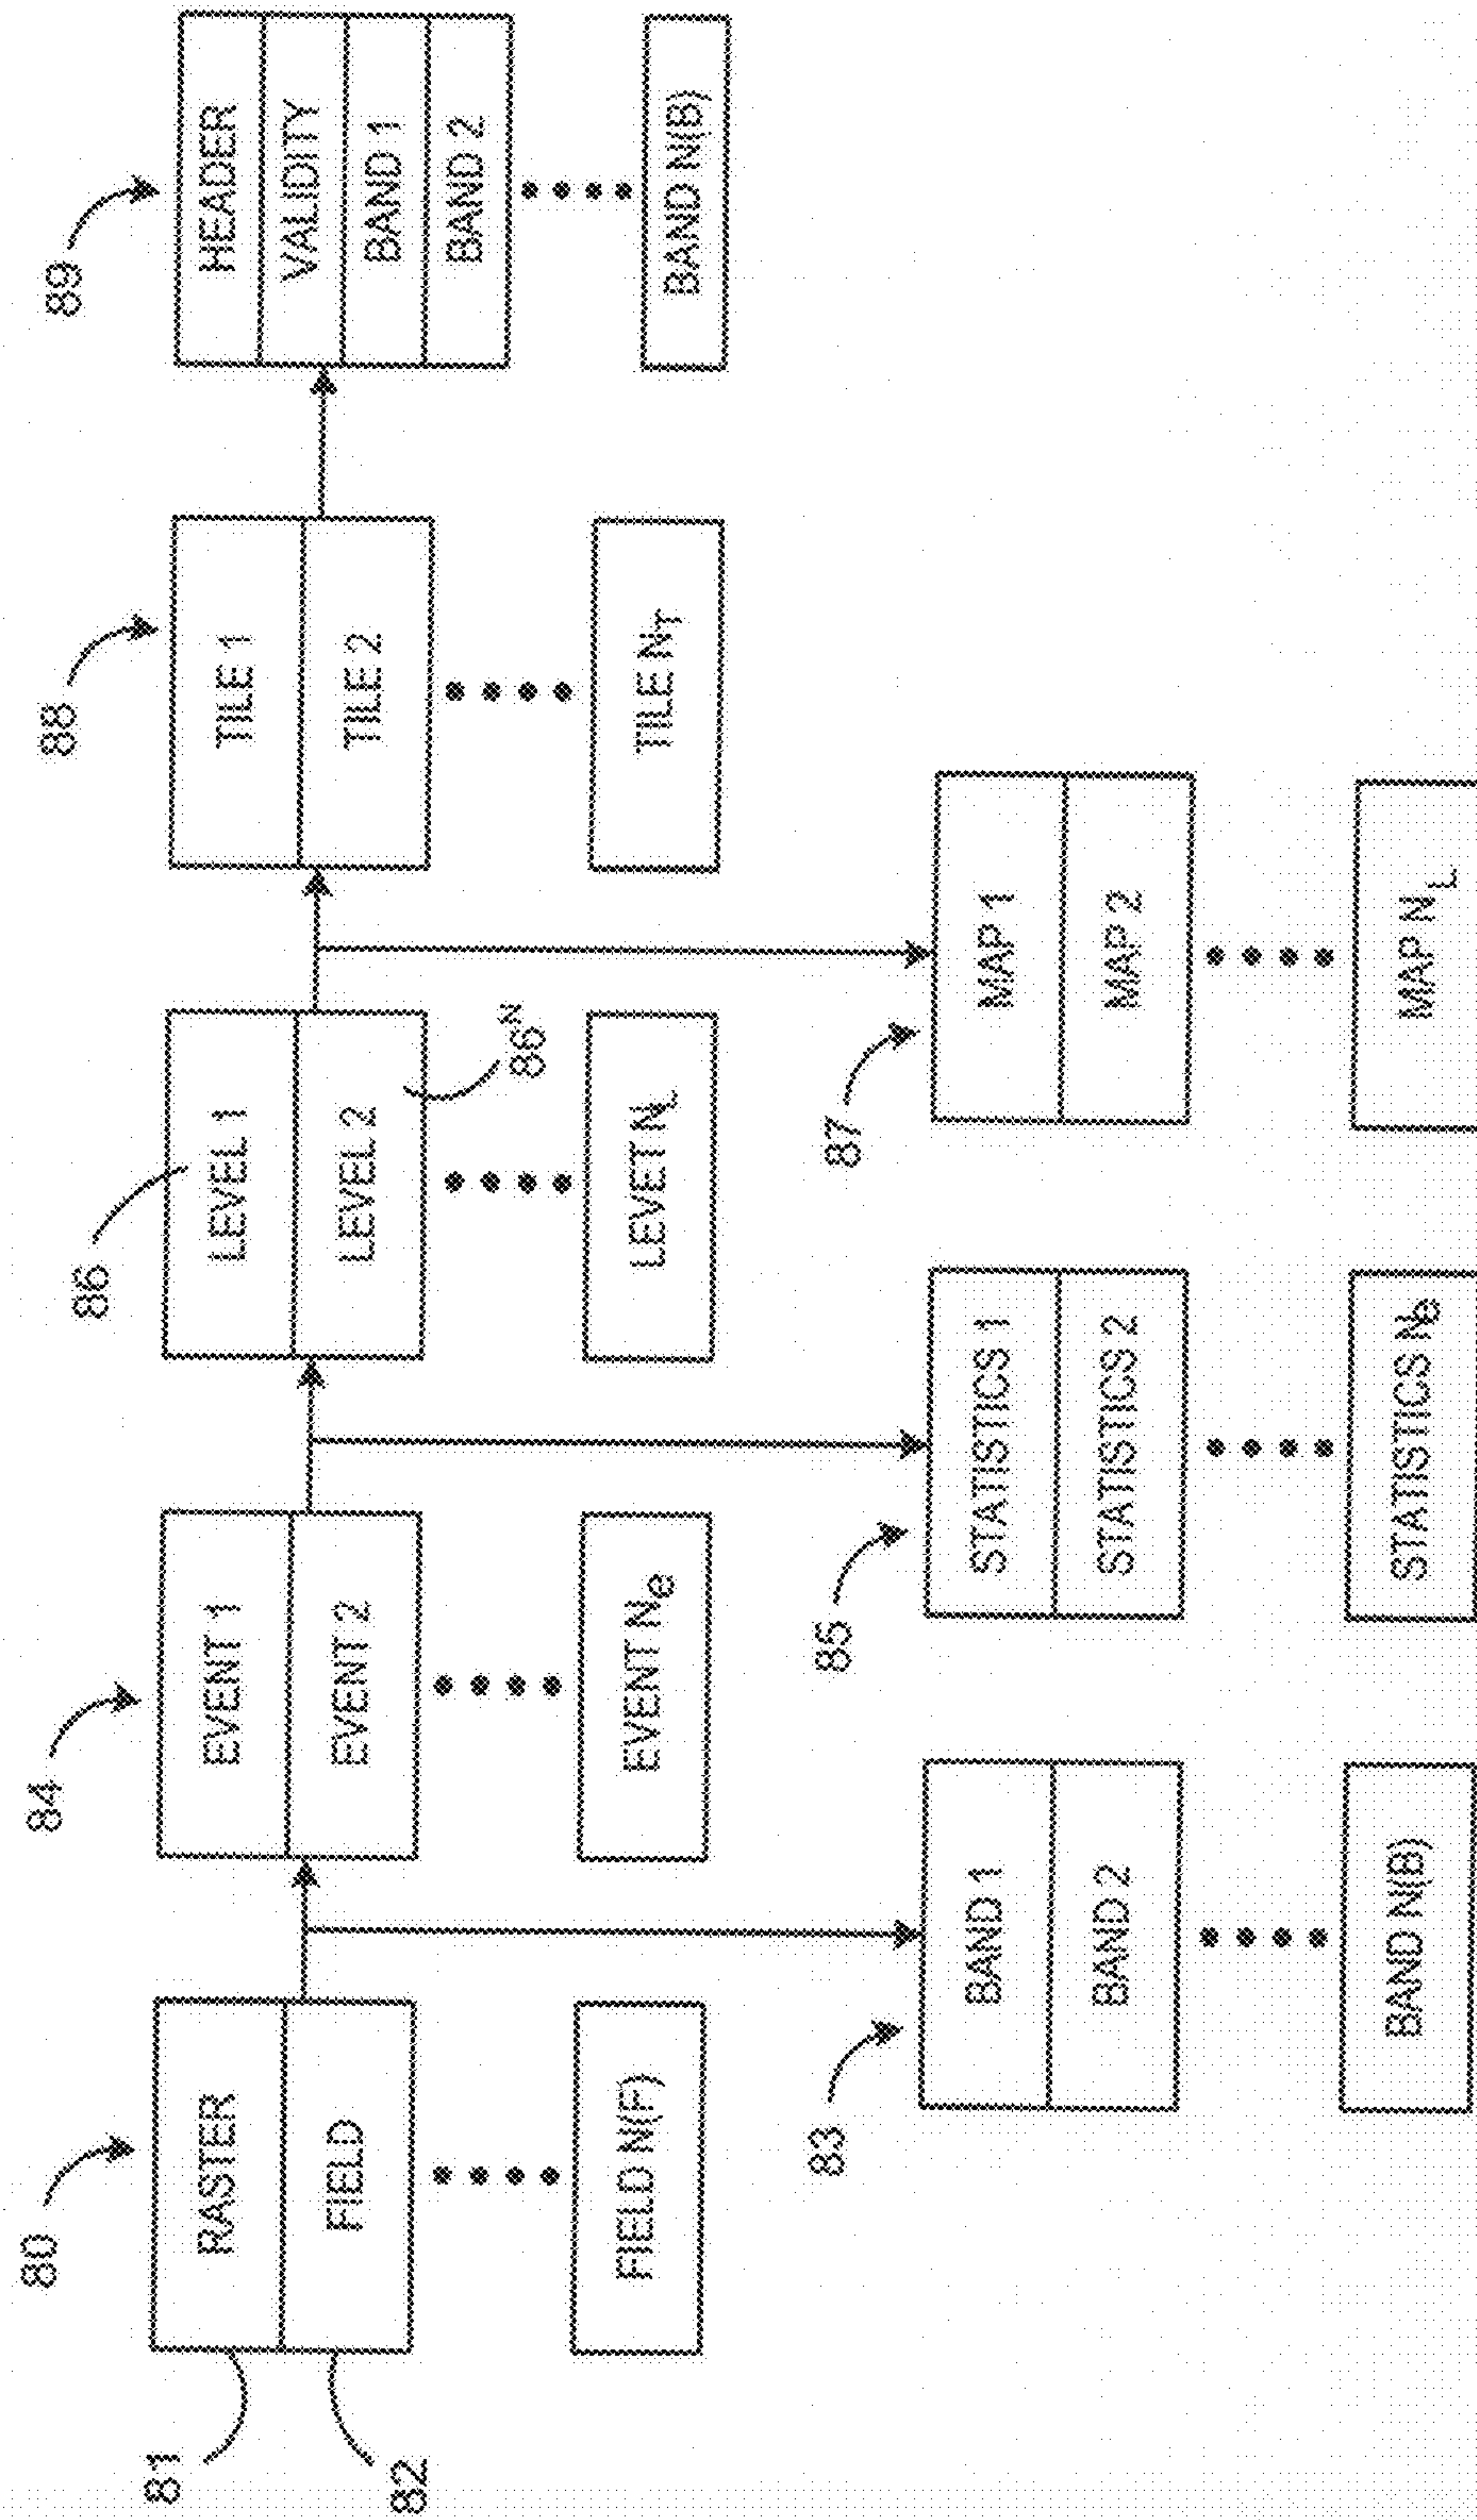 80
81
82
RASTER
FIELD
FIELD N(F)
83
BAND 1
BAND 2
BAND N(B)
84
EVENT 1
EVENT 2
EVENT Ne
85
STATISTICS 1
STATISTICS 2
STATISTICS Ne
86
LEVEL 1
LEVEL 2
86N
LEVET NL
87
MAP 1
MAP 2
MAP NL
88
TILE 1
TILE 2
TILE NT
89
HEADER
VALIDITY
BAND 1
BAND 2
BAND N(B)